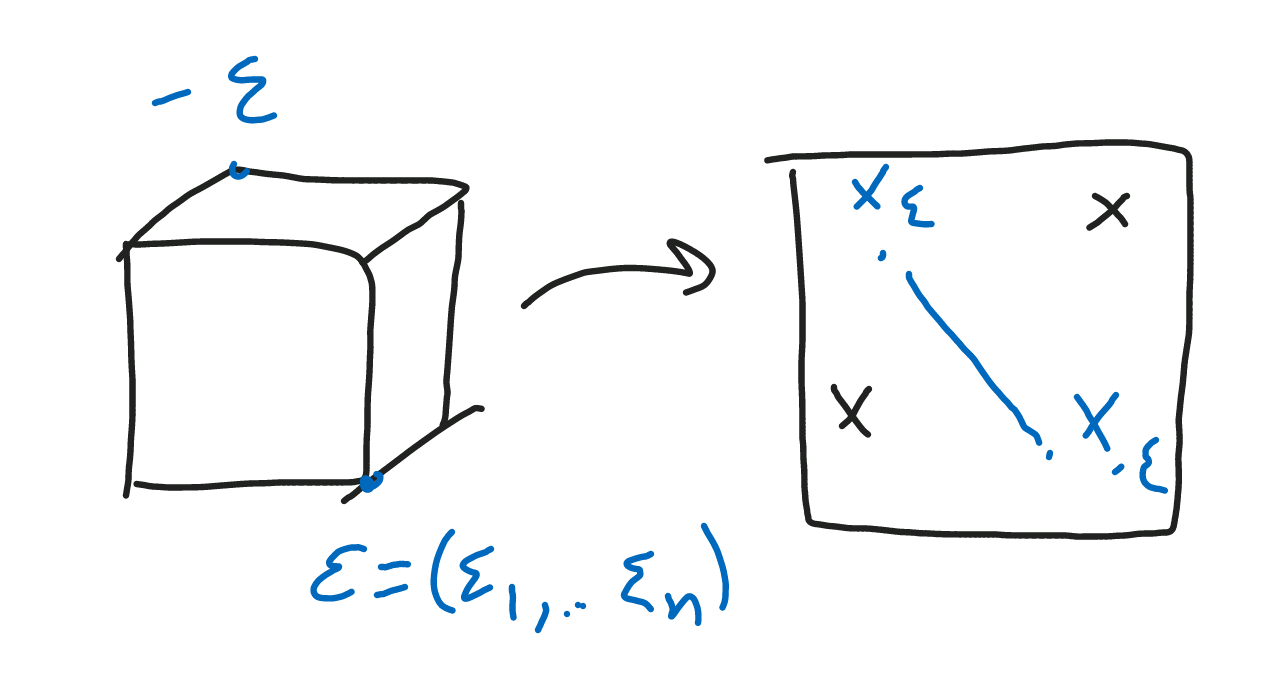 - ε
x_ε x
x x_-ε
ε = (ε_1, .. ε_n)